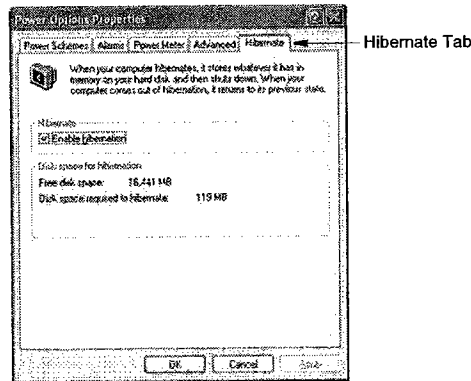 Power Options Properties
Power Schemes Alarms Power Meter Advanced Hibernate
Hibernate Tab
When your computer hibernates, it stores whatever it has in
memory on your hard disk and then shuts down. When your
computer comes out of hibernation, it returns to its previous state.
Hibernate
Enable hibernation
Disk space for hibernation
Free disk space: 16,441 MB
Disk space required to hibernate: 119 MB
OK Cancel